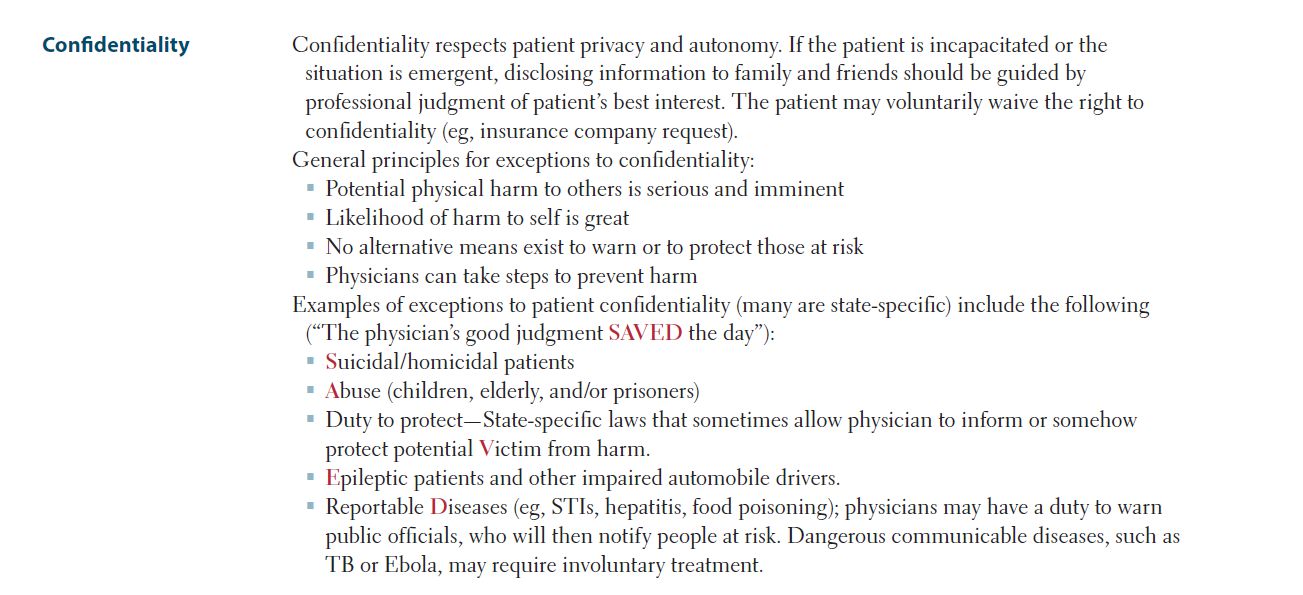 Confidentiality
Confidentiality respects patient privacy and autonomy. If the patient is incapacitated or the
situation is emergent, disclosing information to family and friends should be guided by
professional judgment of patient’s best interest. The patient may voluntarily waive the right to
confidentiality (eg, insurance company request).
General principles for exceptions to confidentiality:
▪ Potential physical harm to others is serious and imminent
▪ Likelihood of harm to self is great
▪ No alternative means exist to warn or to protect those at risk
▪ Physicians can take steps to prevent harm
Examples of exceptions to patient confidentiality (many are state-specific) include the following
(“The physician’s good judgment SAVED the day”):
▪ Suicidal/homicidal patients
▪ Abuse (children, elderly, and/or prisoners)
▪ Duty to protect—State-specific laws that sometimes allow physician to inform or somehow
protect potential Victim from harm.
▪ Epileptic patients and other impaired automobile drivers.
▪ Reportable Diseases (eg, STIs, hepatitis, food poisoning); physicians may have a duty to warn
public officials, who will then notify people at risk. Dangerous communicable diseases, such as
TB or Ebola, may require involuntary treatment.